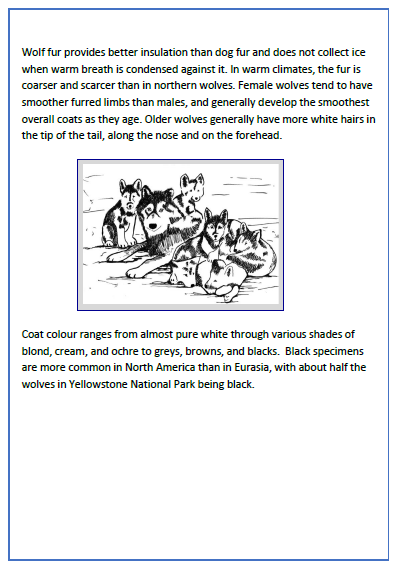 Wolf fur provides better insulation than dog fur and does not collect ice
when warm breath is condensed against it. In warm climates, the fur is
coarser and scarcer than in northern wolves. Female wolves tend to have
smoother furred limbs than males, and generally develop the smoothest
overall coats as they age. Older wolves generally have more white hairs in
the tip of the tail, along the nose and on the forehead.
Coat colour ranges from almost pure white through various shades of
blond, cream, and ochre to greys, browns, and blacks.  Black specimens
are more common in North America than in Eurasia, with about half the
wolves in Yellowstone National Park being black.